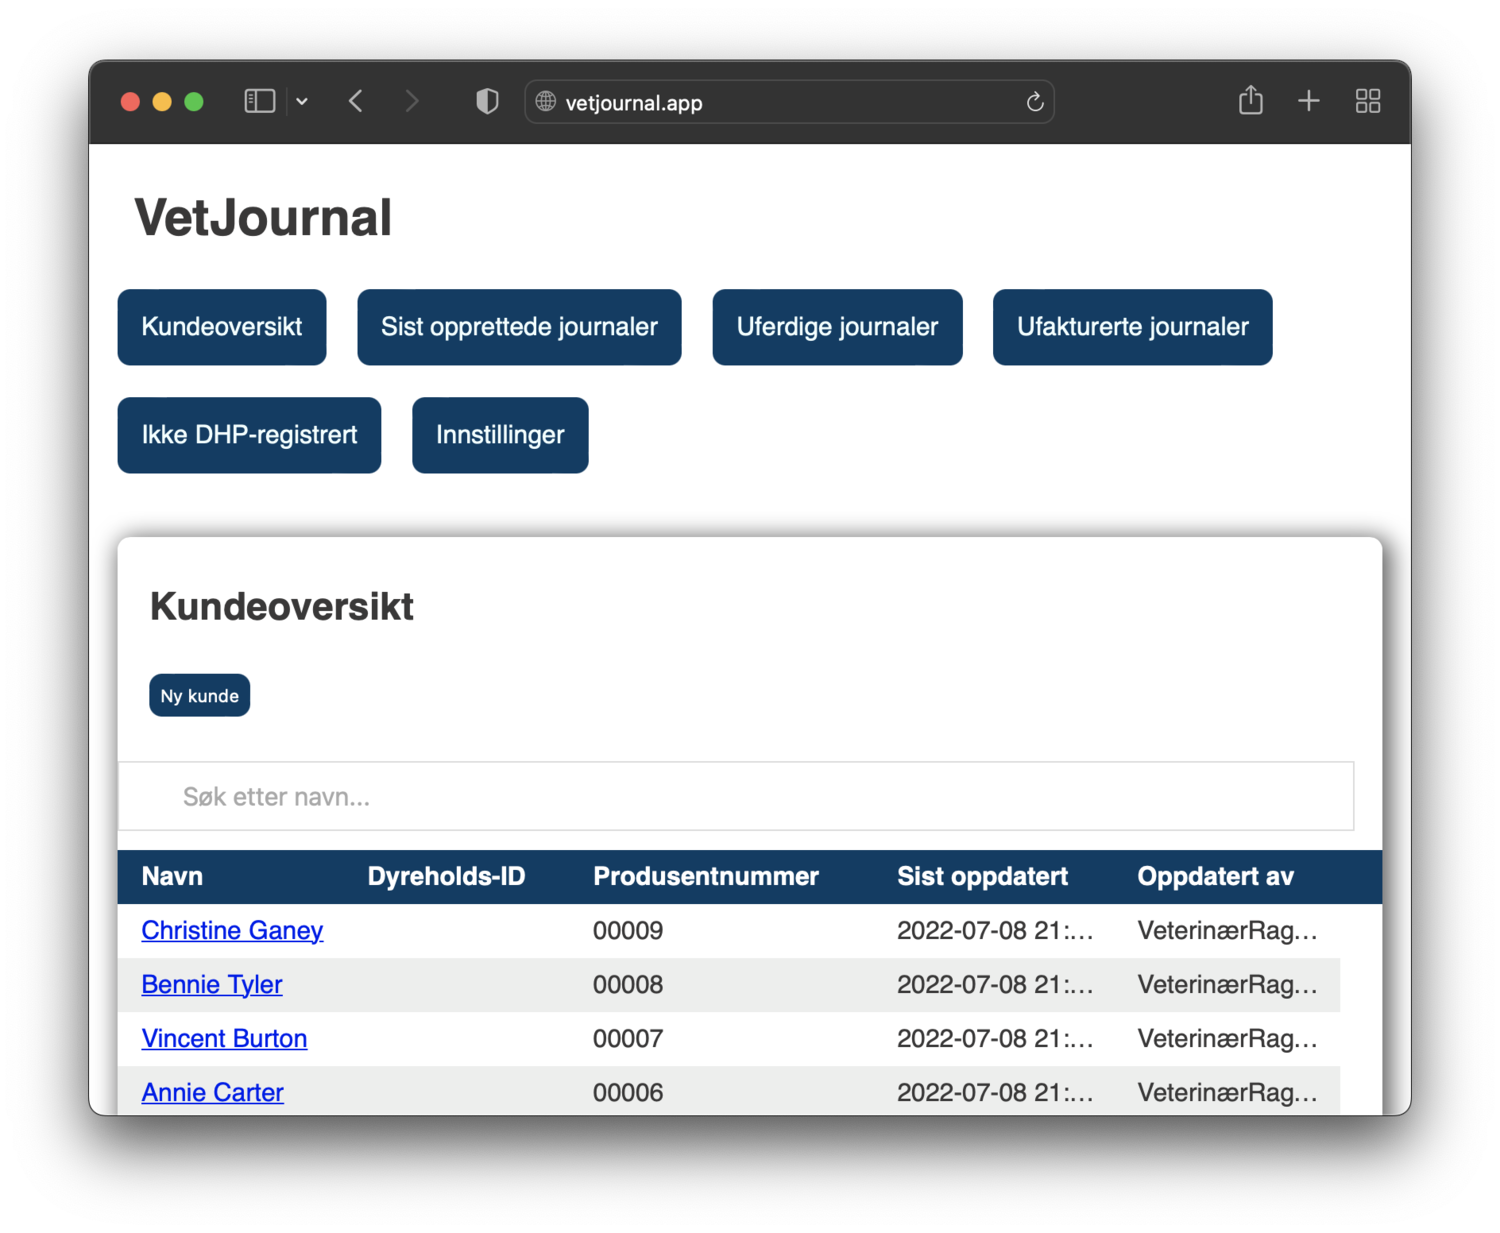 vetjournal.app
VetJournal
Kundeoversikt Sist opprettede journaler Uferdige journaler Ufakturerte journaler
Ikke DHP-registrert Innstillinger
Kundeoversikt
Ny kunde
Søk etter navn...
Navn Dyreholds-ID Produsentnummer Sist oppdatert Oppdatert av
Christine Ganey 00009 2022-07-08 21:... VeterinærRag...
Bennie Tyler 00008 2022-07-08 21:... VeterinærRag...
Vincent Burton 00007 2022-07-08 21:... VeterinærRag...
Annie Carter 00006 2022-07-08 21:... VeterinærRag...